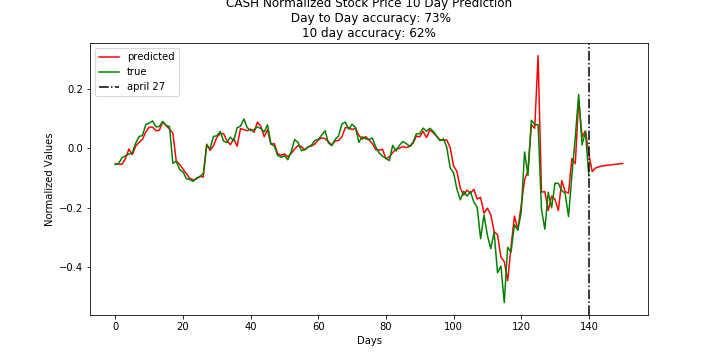 CASH Normalized Stock Price 10 Day Prediction
Day to Day accuracy: 73%
10 day accuracy: 62%
predicted
true
april 27
Normalized Values
0.2
0.0
−0.2
−0.4
0 20 40 60 80 100 120 140
Days